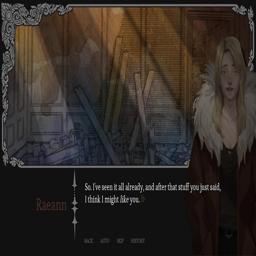 So. I've seen it all already, and after that stuff you just said,
I think I might like you.
Raeann
BACK AUTO SKIP HISTORY